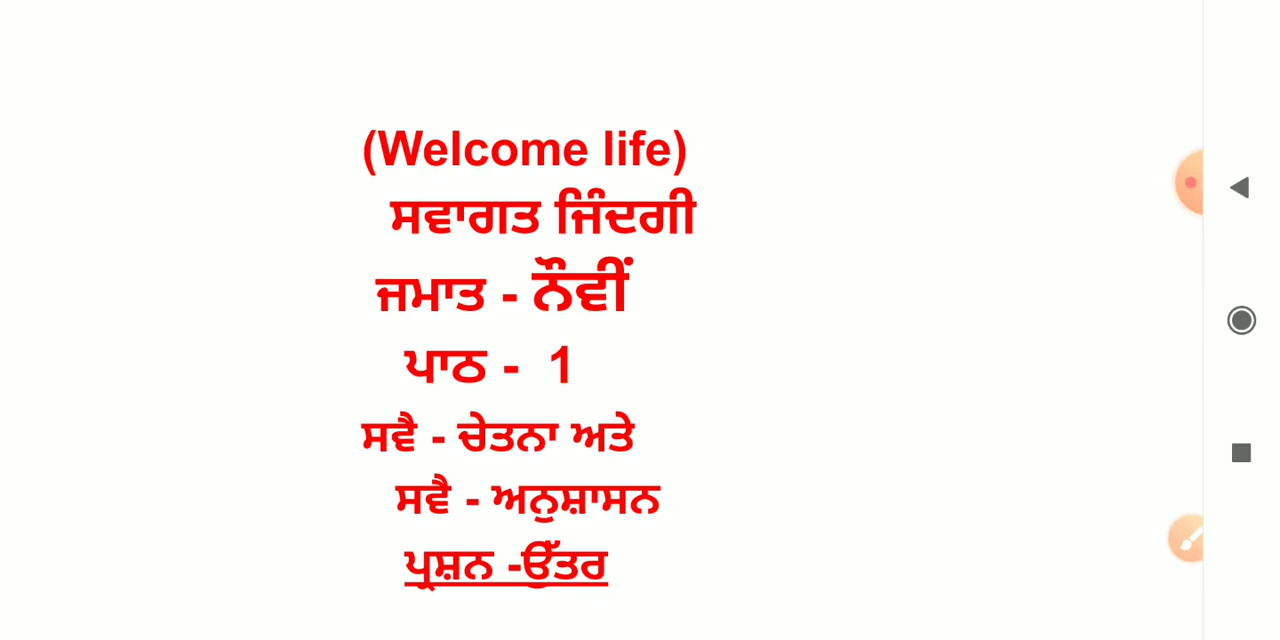 (Welcome life)
ਸਵਾਗਤ ਜਿੰਦਗੀ
ਜਮਾਤ - ਨੌਵੀਂ
ਪਾਠ - 1
ਸਵੈ - ਚੇਤਨਾ ਅਤੇ
ਸਵੈ - ਅਨੁਸ਼ਾਸਨ
ਪ੍ਰਸ਼ਨ -ਉੱਤਰ